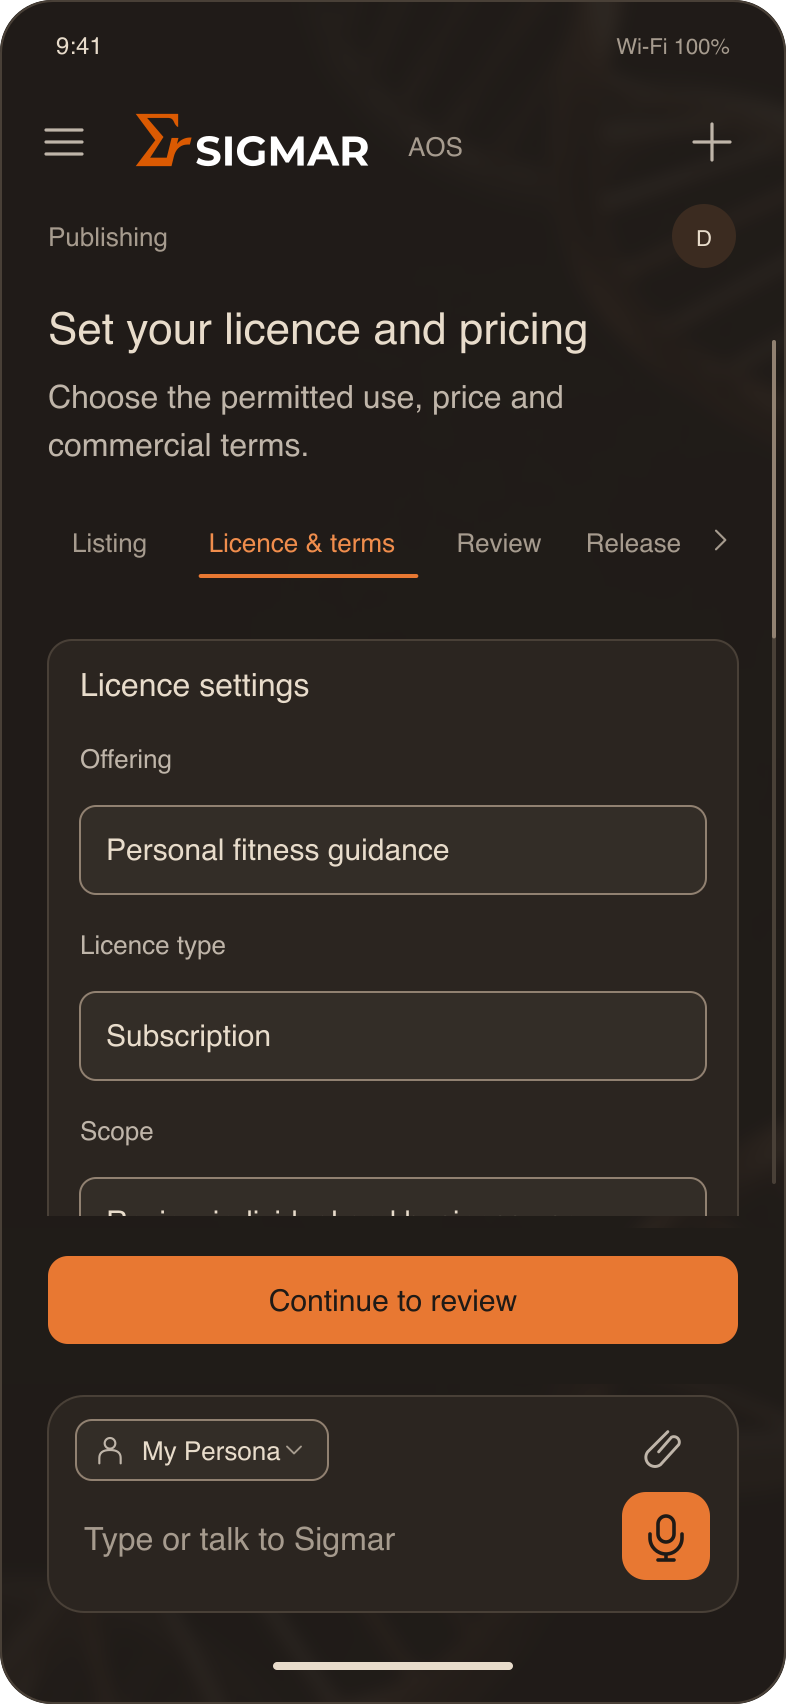 9:41
Wi-Fi 100%
Σr SIGMAR AOS
Publishing
D
Set your licence and pricing
Choose the permitted use, price and
commercial terms.
Listing
Licence & terms
Review
Release
Licence settings
Offering
Personal fitness guidance
Licence type
Subscription
Scope
Continue to review
My Persona
Type or talk to Sigmar